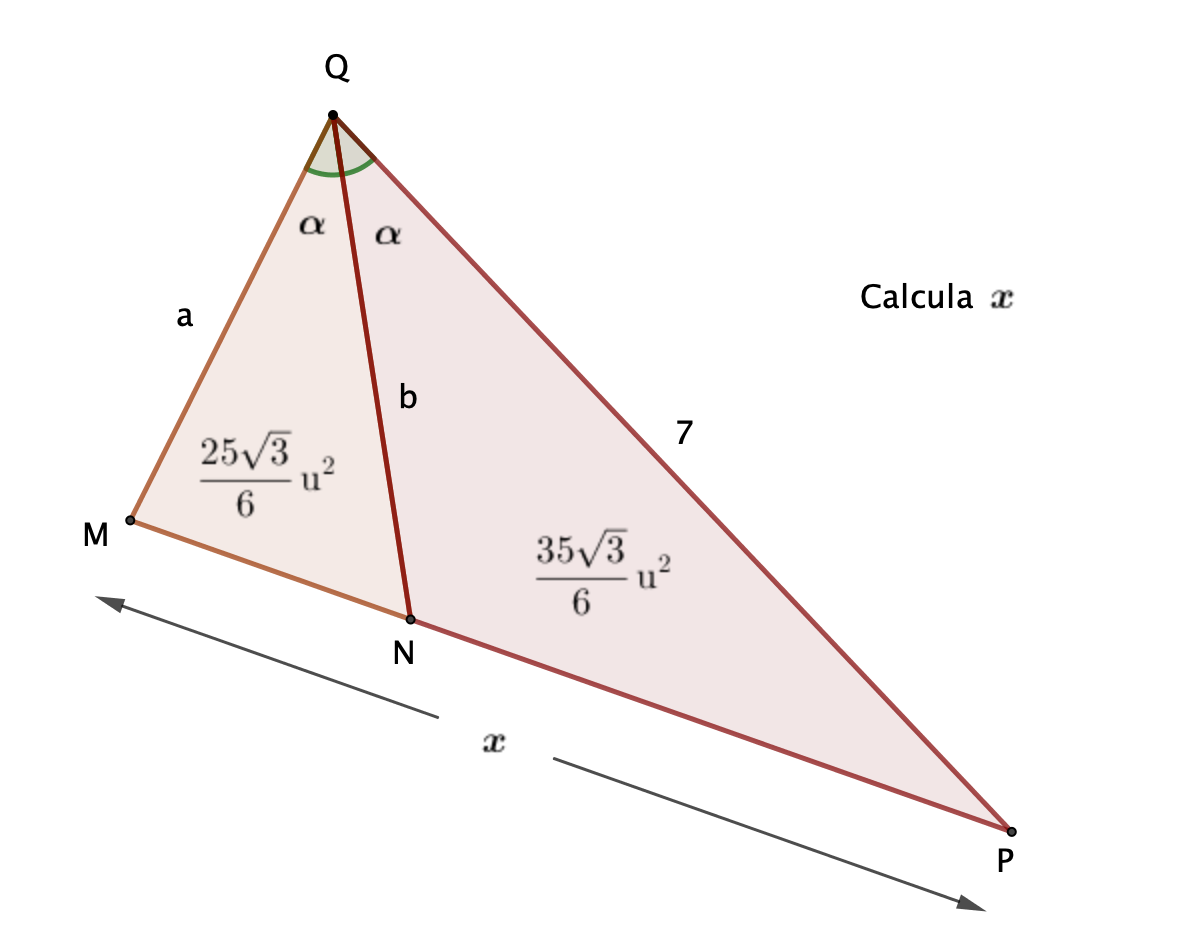 Q
α
α
Calcula x
a
b
7
25√3/6 u²
M
35√3/6 u²
N
x
P